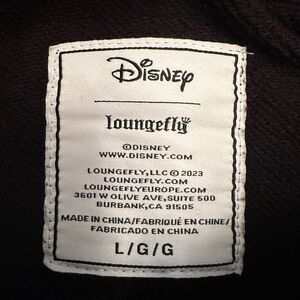 Disney
loungefly
©DISNEY
WWW.DISNEY.COM
LOUNGEFLY, LLC © 2023
LOUNGEFLY.COM
LOUNGEFLYEUROPE.COM
3601 W OLIVE AVE, SUITE 500
BURBANK, CA 91505
MADE IN CHINA/FABRIQUÉ EN CHINE/
FABRICADO EN CHINA
L/G/G